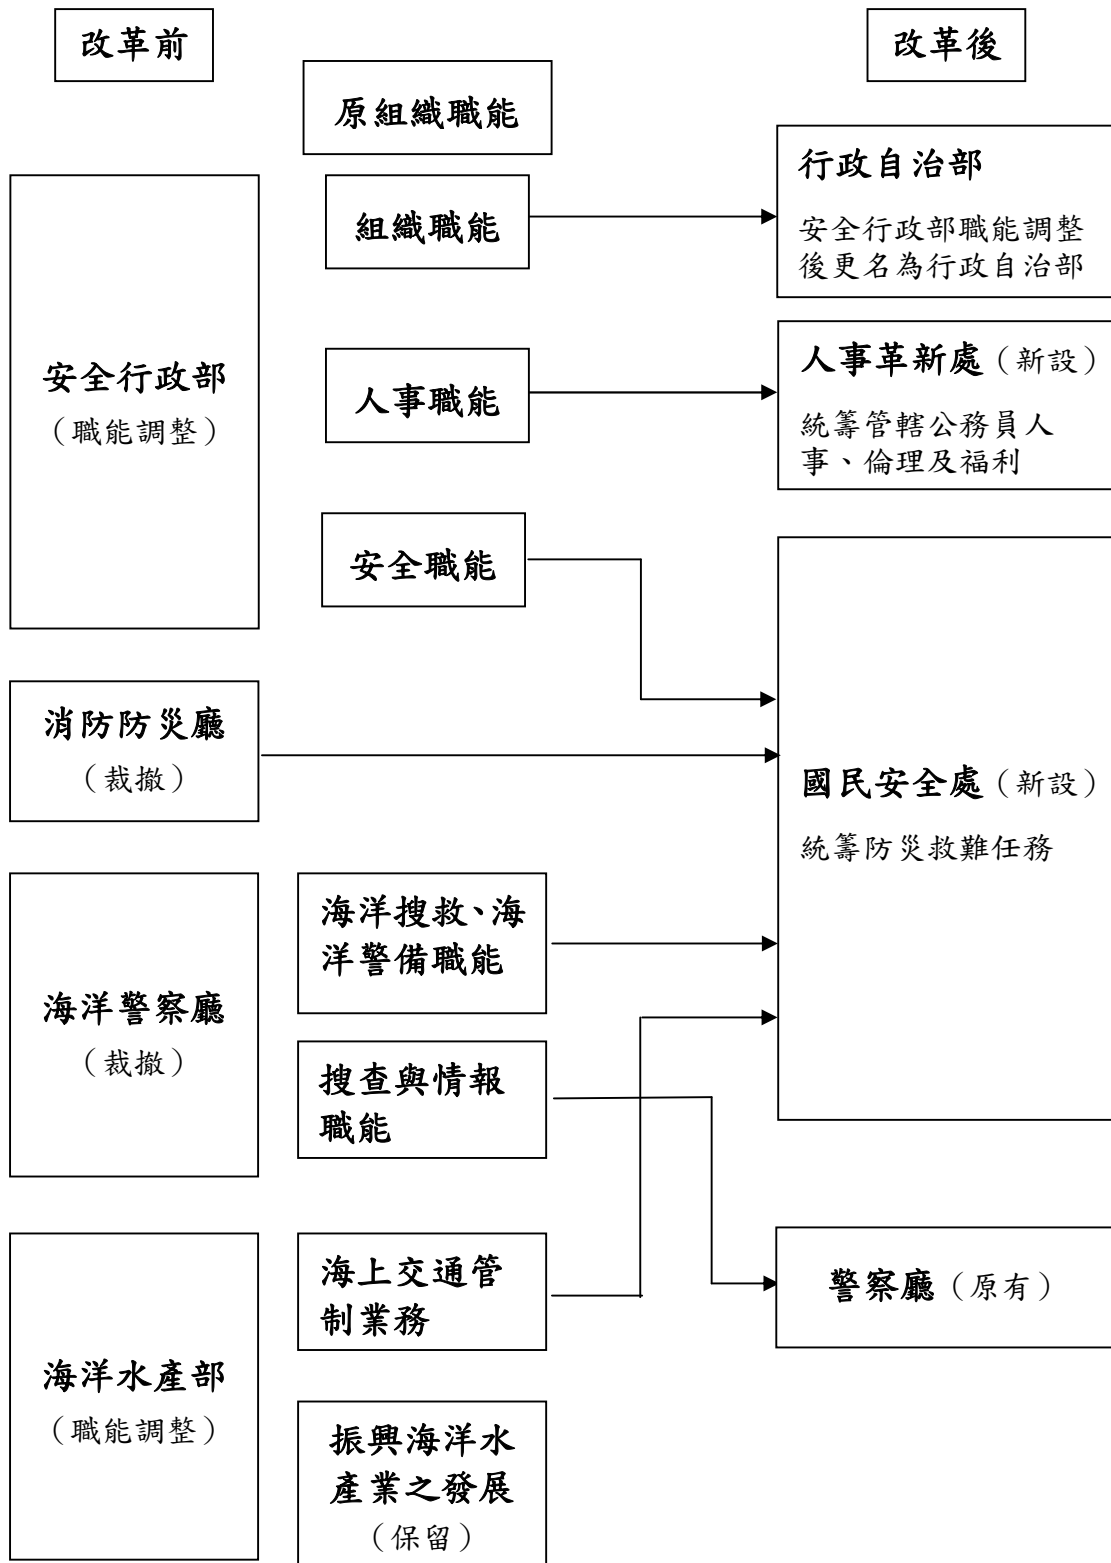 改革前
改革後
原組織職能
行政自治部
安全行政部職能調整
後更名為行政自治部
組織職能
安全行政部
（職能調整）
人事職能
人事革新處（新設）
統籌管轄公務員人
事、倫理及福利
安全職能
消防防災廳
（裁撤）
國民安全處（新設）
統籌防災救難任務
海洋警察廳
（裁撤）
海洋搜救、海
洋警備職能
搜查與情報
職能
海洋水產部
（職能調整）
海上交通管
制業務
警察廳（原有）
振興海洋水
產業之發展
（保留）